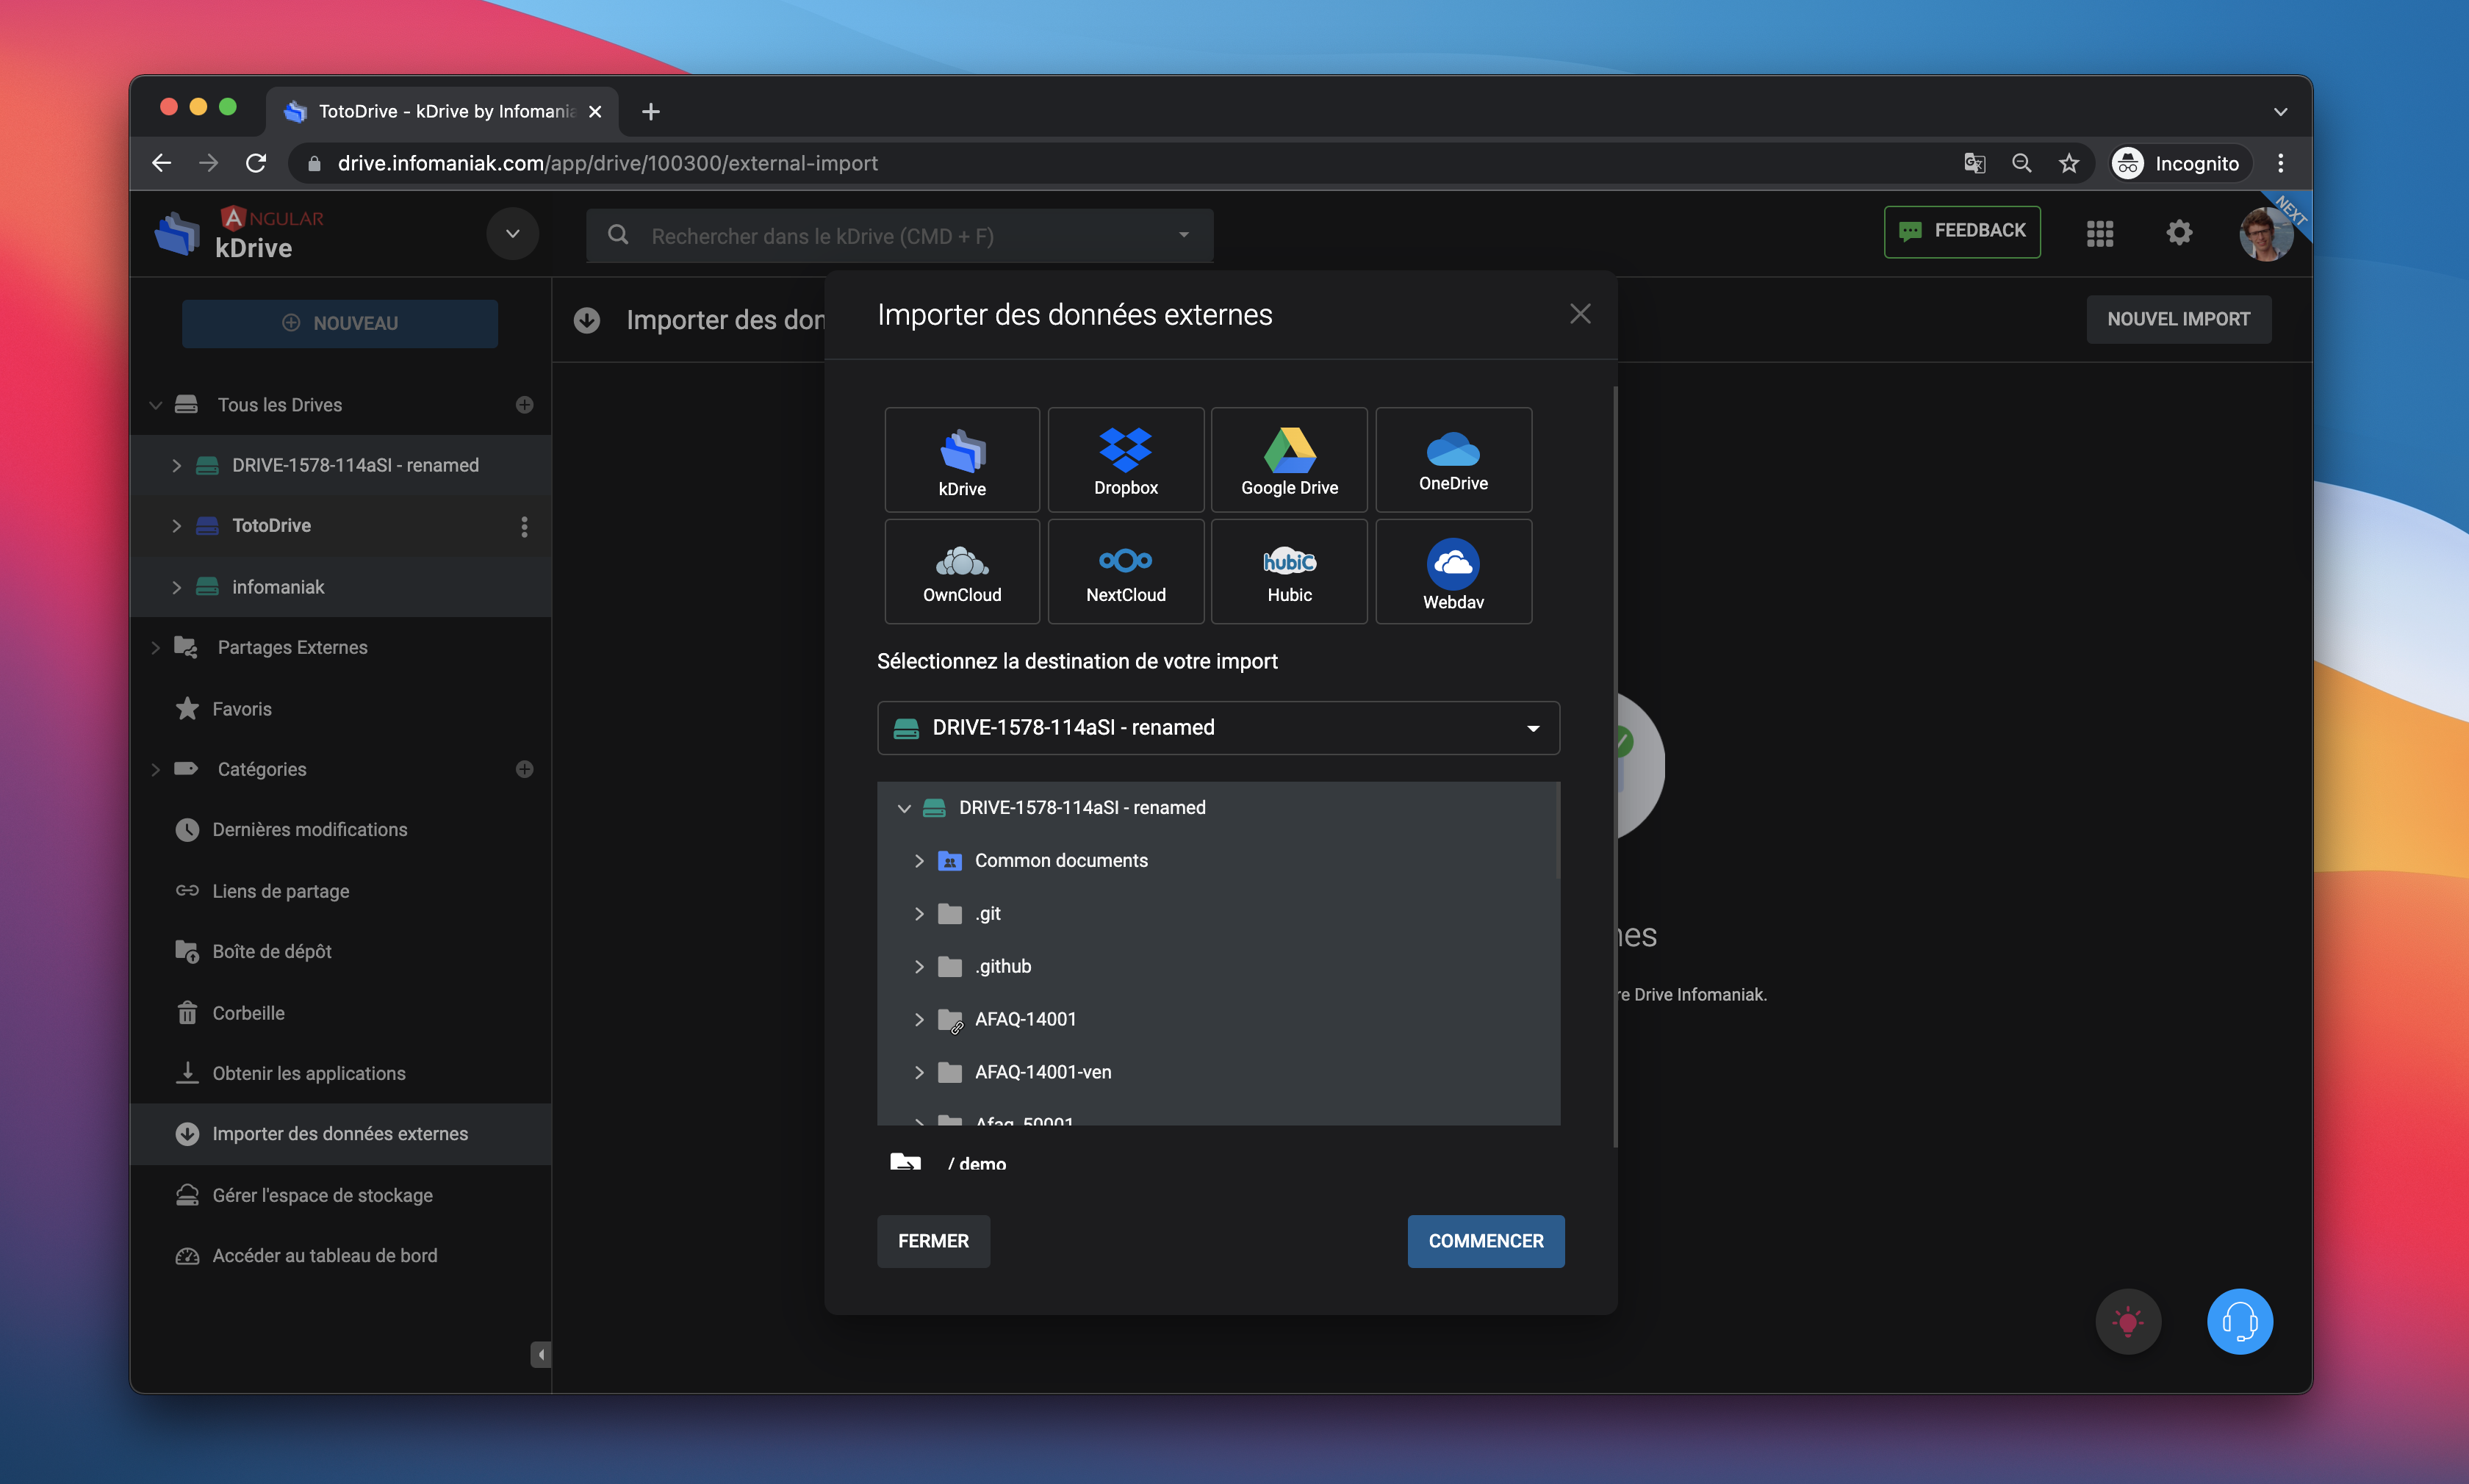 TotoDrive - kDrive by Infomania
drive.infomaniak.com/app/drive/100300/external-import
Incognito
NEXT
ANGULAR
kDrive
Rechercher dans le kDrive (CMD + F)
FEEDBACK
NOUVEAU
Tous les Drives
DRIVE-1578-114aSI - renamed
TotoDrive
infomaniak
Partages Externes
Favoris
Catégories
Dernières modifications
Liens de partage
Boîte de dépôt
Corbeille
Obtenir les applications
Importer des données externes
Gérer l'espace de stockage
Accéder au tableau de bord
Importer des don
NOUVEL IMPORT
Importer des données externes
kDrive
Dropbox
Google Drive
OneDrive
OwnCloud
NextCloud
hubiC
Hubic
Webdav
Sélectionnez la destination de votre import
DRIVE-1578-114aSI - renamed
DRIVE-1578-114aSI - renamed
Common documents
.git
.github
AFAQ-14001
AFAQ-14001-ven
/ demo
FERMER
COMMENCER
nes
re Drive Infomaniak.